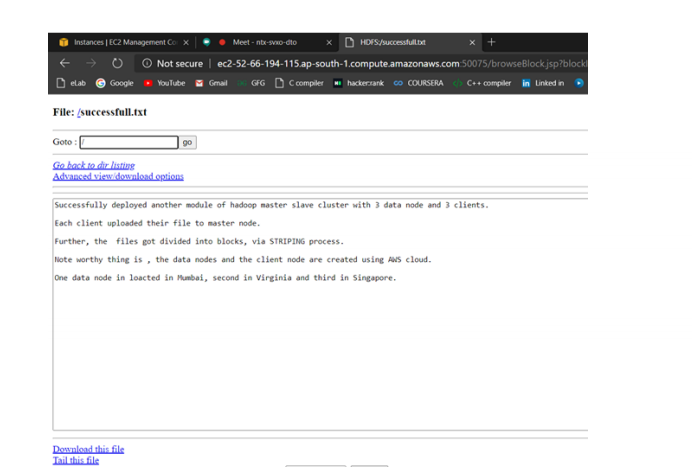 Instances | EC2 Management Co
Meet - ntx-svxo-dto
HDFS:/successfull.txt
Not secure | ec2-52-66-194-115.ap-south-1.compute.amazonaws.com:50075/browseBlock.jsp?blockI
eLab Google YouTube Gmail GFG C compiler hackerrank COURSERA C++ compiler Linked in
File: /successfull.txt
Goto : / go
Go back to dir listing
Advanced view/download options
Successfully deployed another module of hadoop master slave cluster with 3 data node and 3 clients.
Each client uploaded their file to master node.
Further, the files got divided into blocks, via STRIPING process.
Note worthy thing is , the data nodes and the client node are created using AWS cloud.
One data node in loacted in Mumbai, second in Virginia and third in Singapore.
Download this file
Tail this file